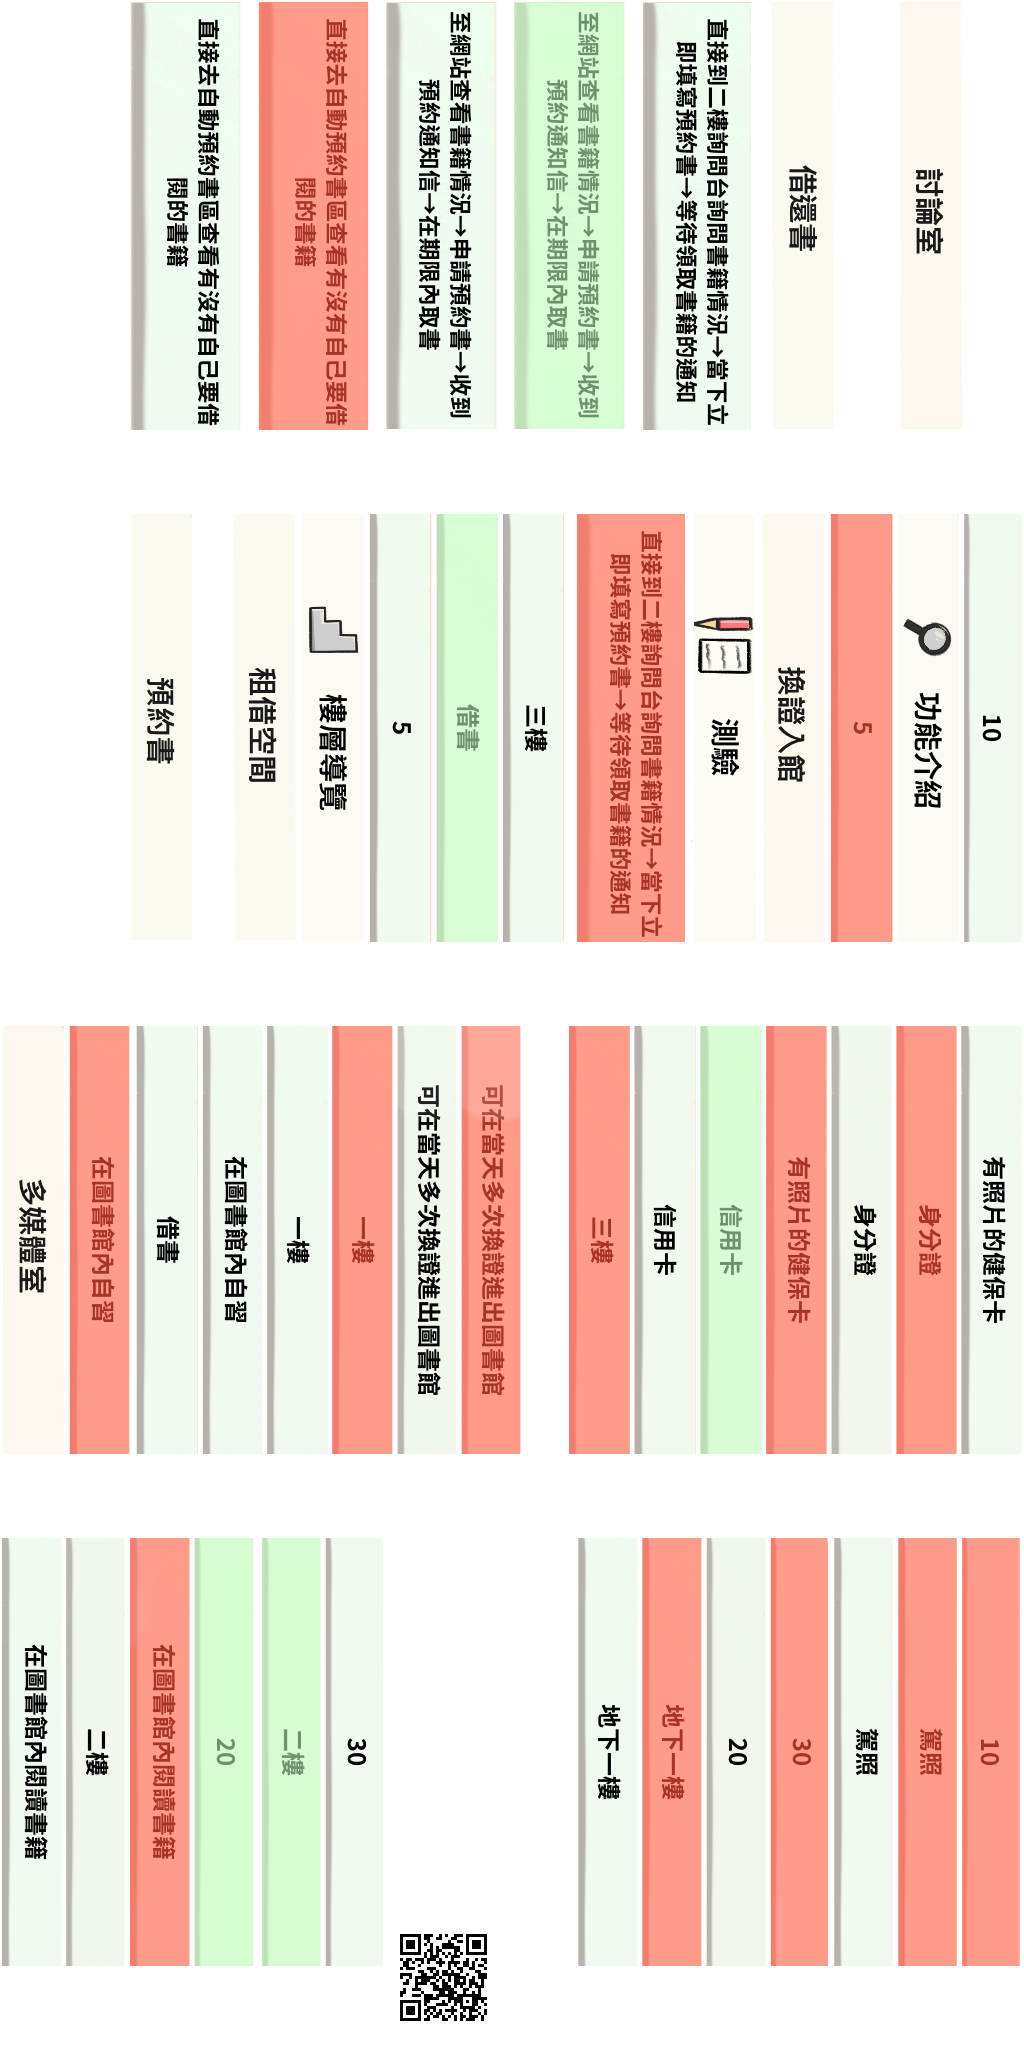 討論室
借還書
直接到二樓詢問台詢問書籍情況→當下立
即填寫預約書→等待領取書籍的通知
至網站查看書籍情況→申請預約書→收到
預約通知信→在期限內取書
至網站查看書籍情況→申請預約書→收到
預約通知信→在期限內取書
直接去自動預約書區查看有沒有自己要借
閱的書籍
直接去自動預約書區查看有沒有自己要借
閱的書籍
10
功能介紹
5
換證入館
測驗
直接到二樓詢問台詢問書籍情況→當下立
即填寫預約書→等待領取書籍的通知
三樓
借書
5
樓層導覽
租借空間
預約書
有照片的健保卡
身分證
身分證
有照片的健保卡
信用卡
信用卡
三樓
可在當天多次換證進出圖書館
可在當天多次換證進出圖書館
一樓
一樓
在圖書館內自習
借書
在圖書館內自習
多媒體室
10
駕照
駕照
30
20
地下一樓
地下一樓
30
二樓
20
在圖書館內閱讀書籍
二樓
在圖書館內閱讀書籍